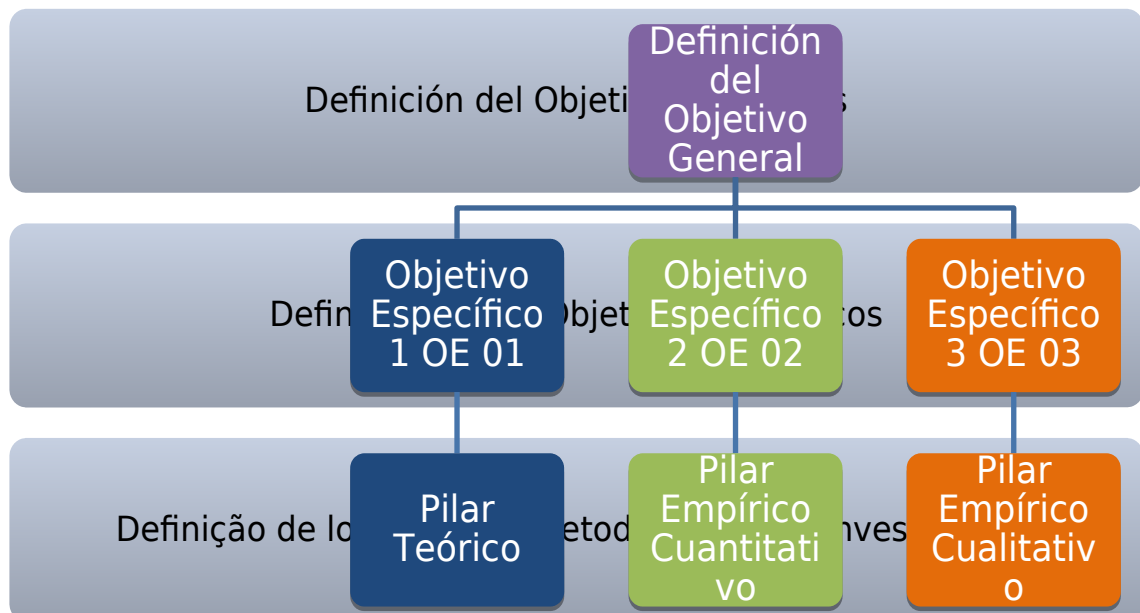 Definición del Objeti s
Definición
del
Objetivo
General
Defin Objet cos
Objetivo
Específico
1 OE 01
Objetivo
Específico
2 OE 02
Objetivo
Específico
3 OE 03
Definição de lo etod nves
Pilar
Teórico
Pilar
Empírico
Cuantitati
vo
Pilar
Empírico
Cualitativ
o